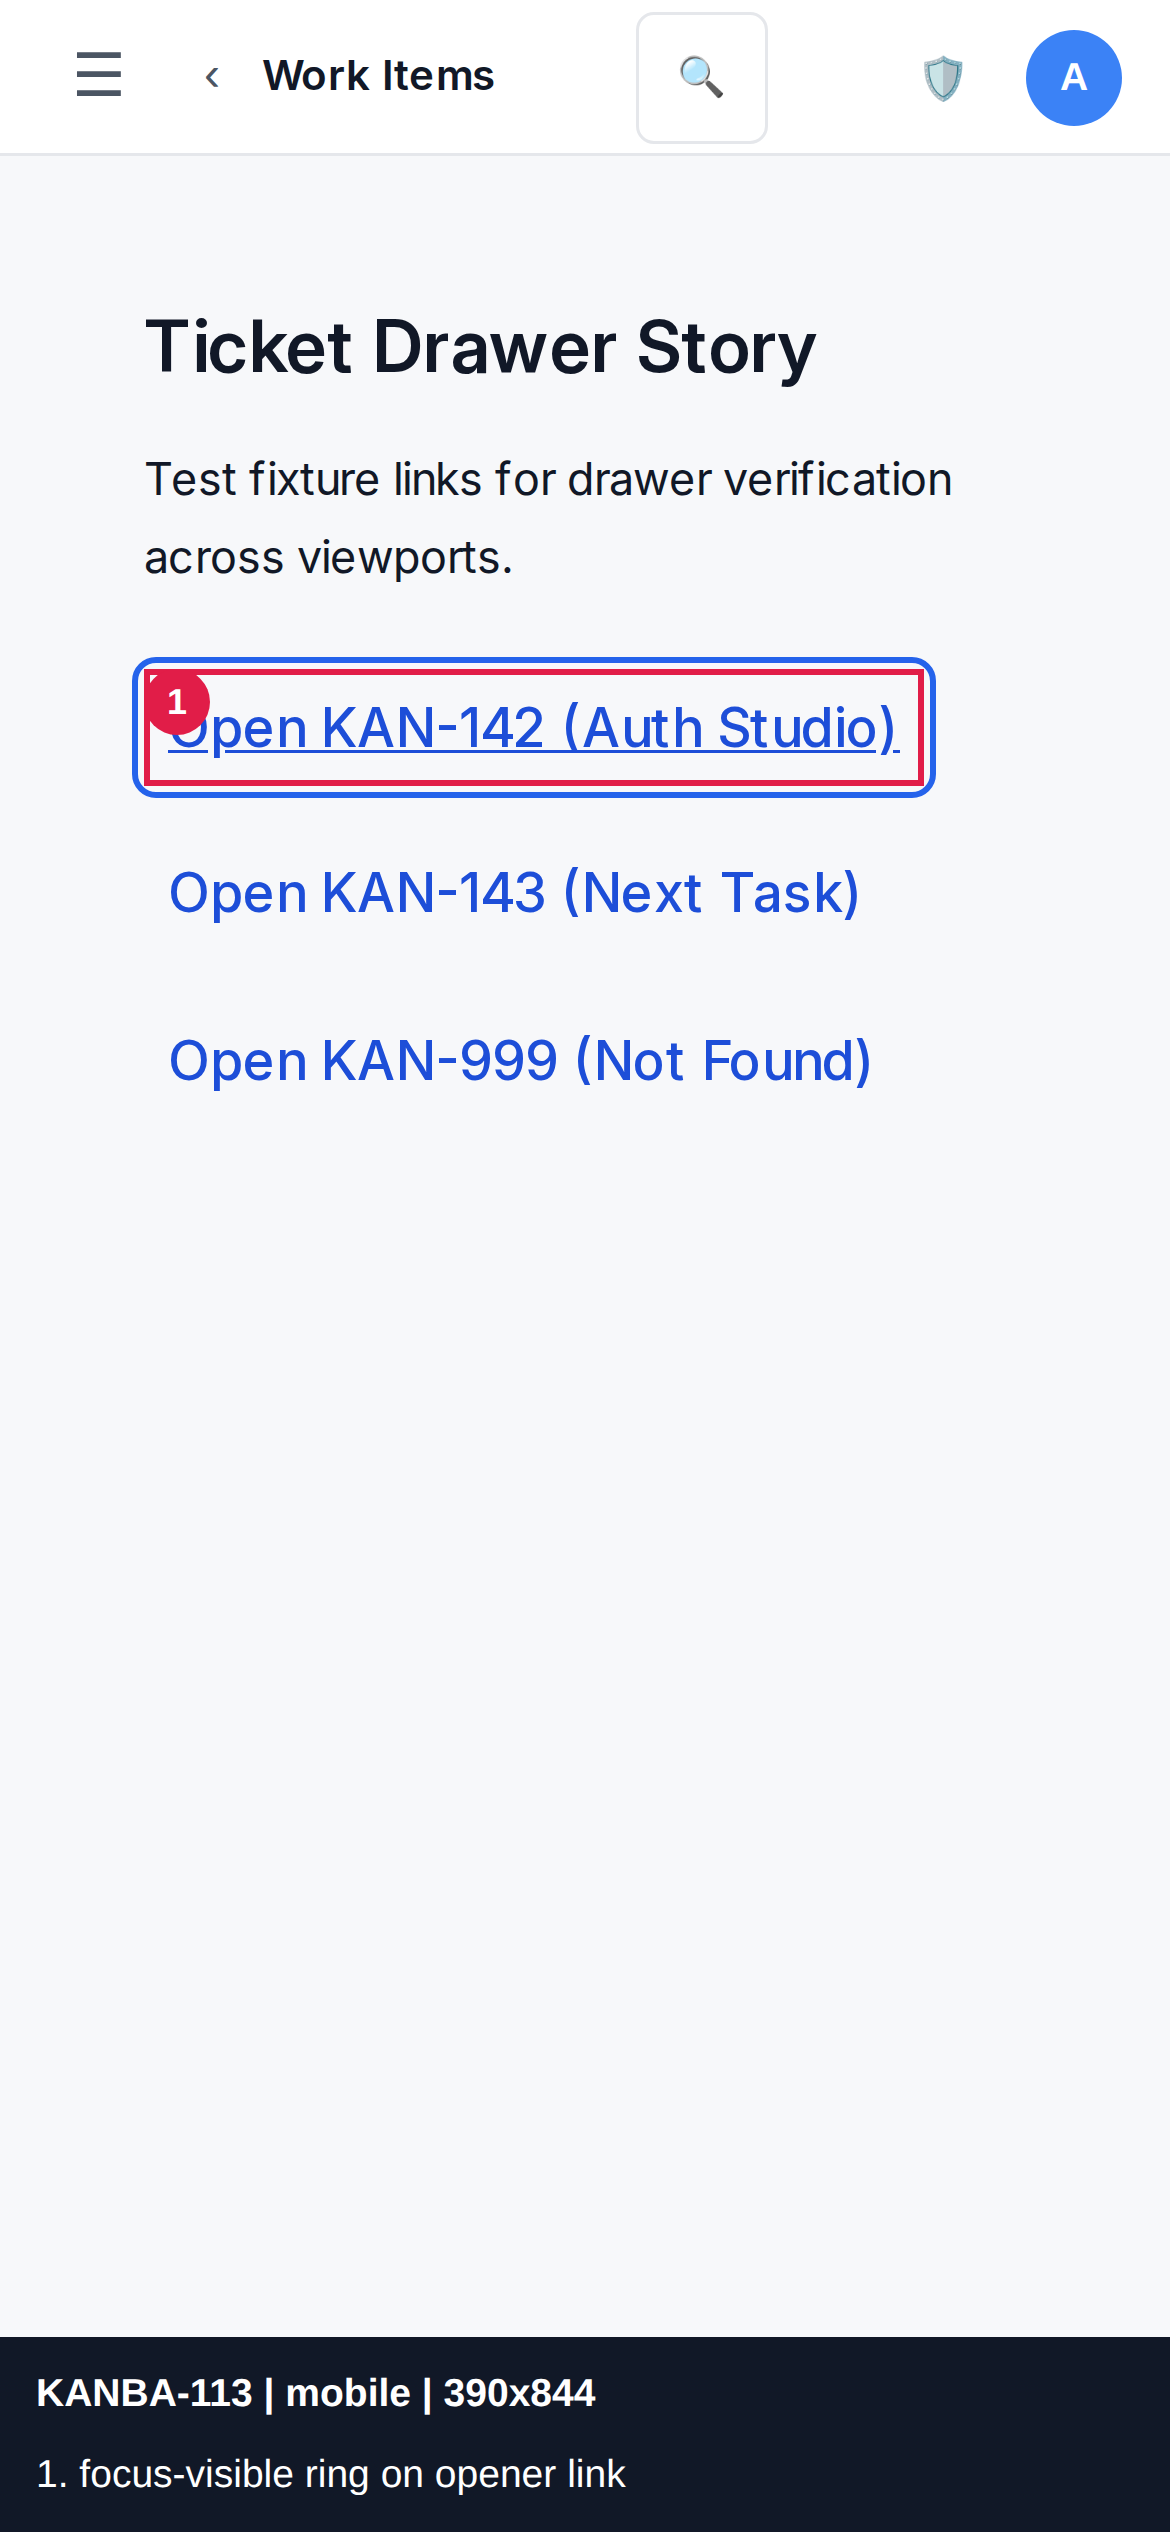 Work Items
A
Ticket Drawer Story
Test fixture links for drawer verification
across viewports.
1
Open KAN-142 (Auth Studio)
Open KAN-143 (Next Task)
Open KAN-999 (Not Found)
KANBA-113 | mobile | 390x844
1. focus-visible ring on opener link